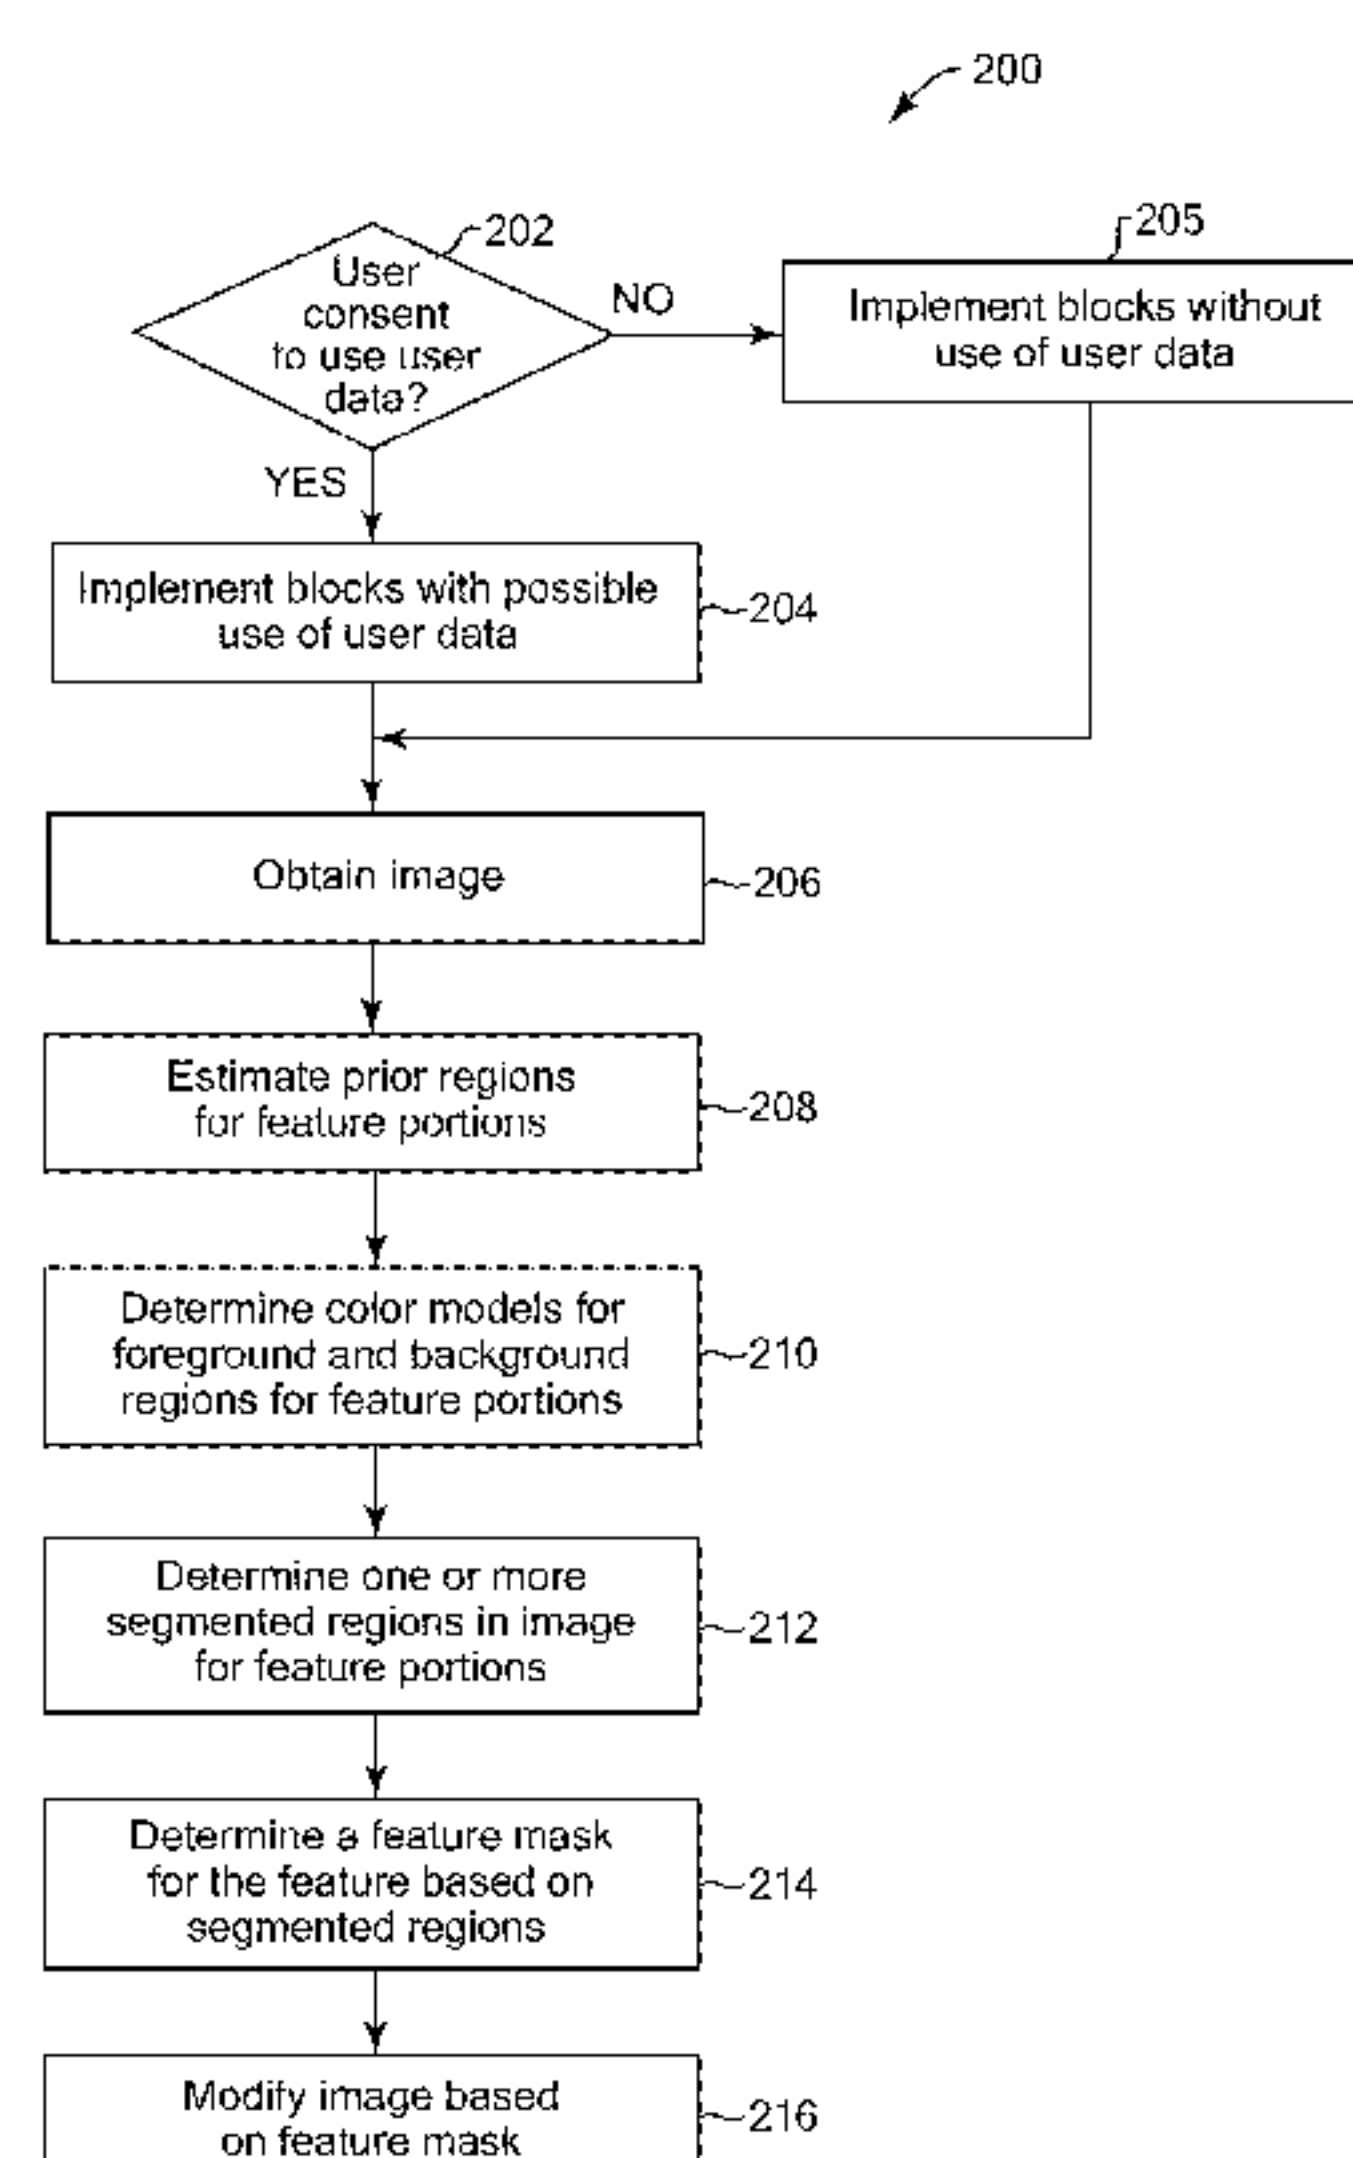 200
202
User
consent
to use user
data?
NO
205
Implement blocks without
use of user data
YES
Implement blocks with possible
use of user data
204
Obtain image
206
Estimate prior regions
for feature portions
208
Determine color models for
foreground and background
regions for feature portions
210
Determine one or more
segmented regions in image
for feature portions
212
Determine a feature mask
for the feature based on
segmented regions
214
Modify image based
on feature mask
216